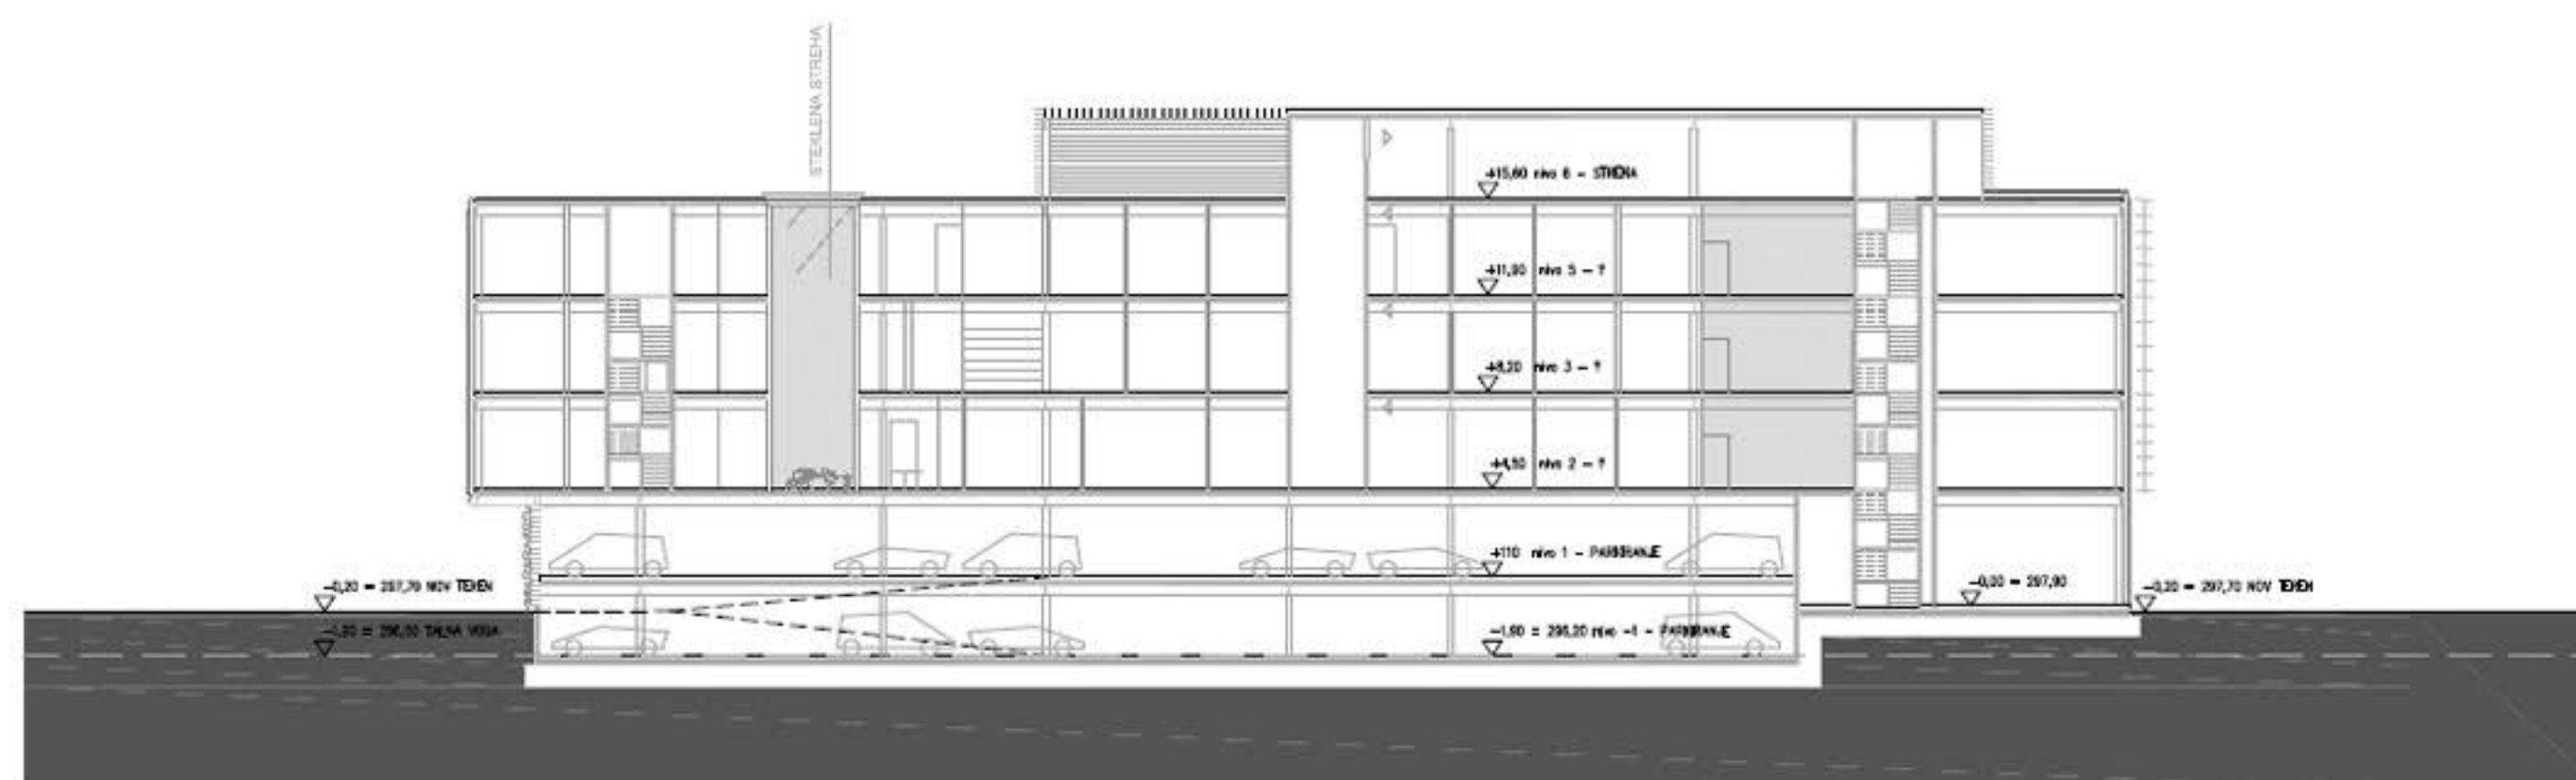 STEKLENA STREHA
+15,60 nivo 6 - STREHA
+11,90 nivo 5 - ?
+8,20 nivo 3 - ?
+4,50 nivo 2 - ?
+110 nivo 1 - PARKIRANJE
-0,20 = 297,70 NOV TEREN
-0,00 = 297,90
-0,20 = 297,70 NOV TEREN
-1,90 = 296,00 TALNA VODA
-1,90 = 296,20 nivo -1 - PARKIRANJE